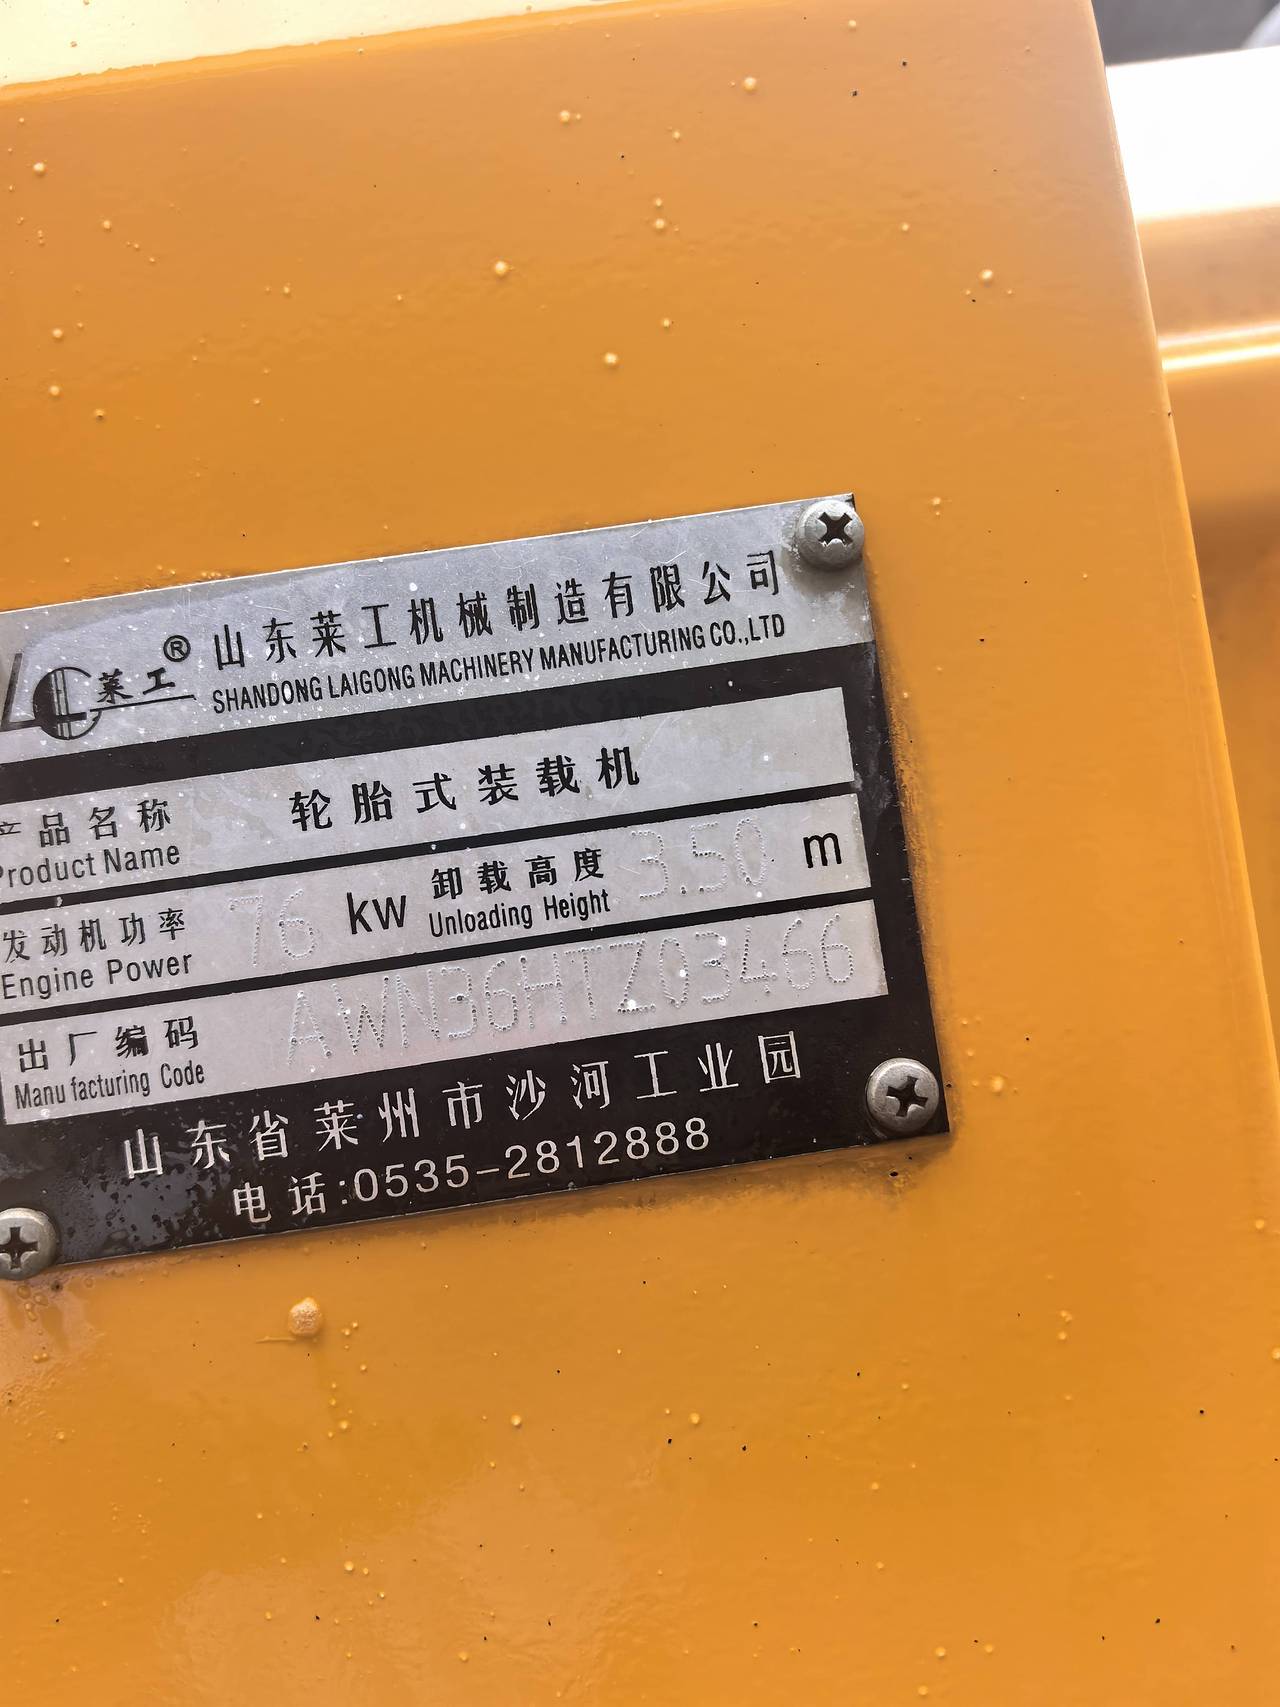 莱工® 山东莱工机械制造有限公司
SHANDONG LAIGONG MACHINERY MANUFACTURING CO.,LTD
产品名称 轮胎式装载机
Product Name
发动机功率 76 kw 卸载高度 3.50 m
Engine Power Unloading Height
出厂编码 AWN36HTZ03466
Manufacturing Code
山东省莱州市沙河工业园
电话:0535-2812888